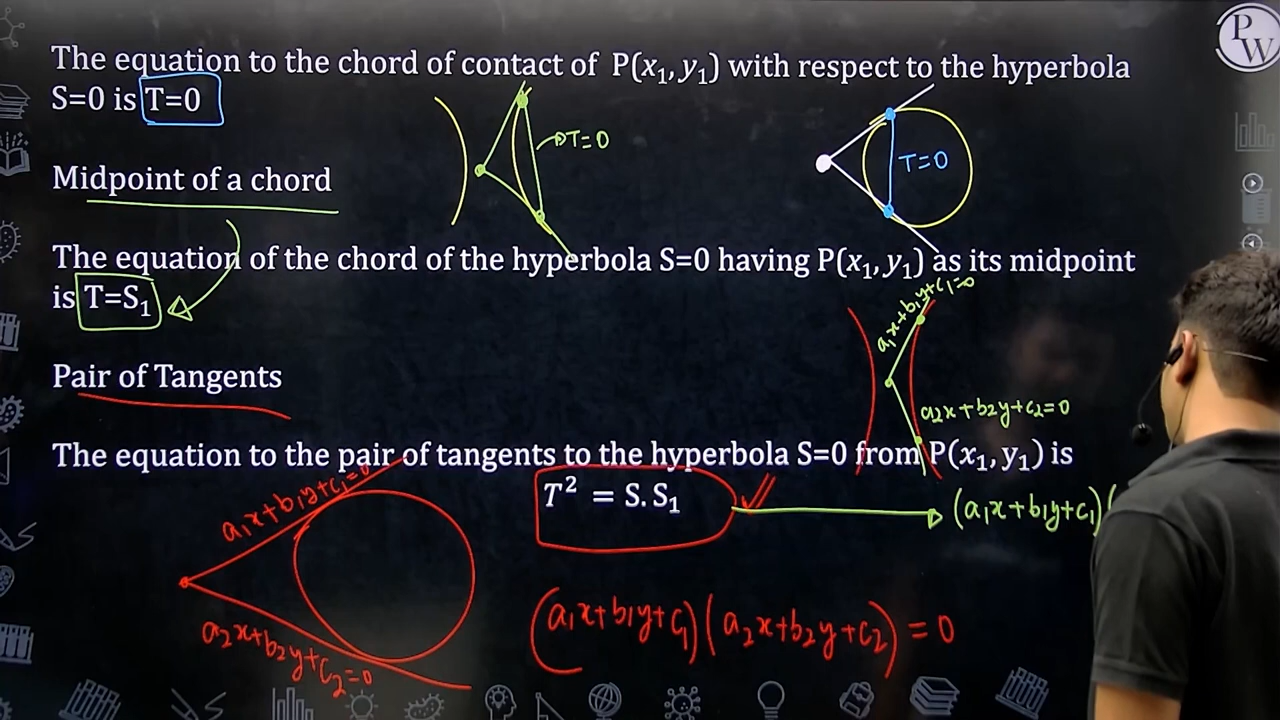 The equation to the chord of contact of P(x₁, y₁) with respect to the hyperbola
S=0 is T=0
T=0
T=0
Midpoint of a chord
The equation of the chord of the hyperbola S=0 having P(x₁, y₁) as its midpoint
is T=S₁
a₁x+b₁y+c₁=0
Pair of Tangents
a₂x+b₂y+c₂=0
The equation to the pair of tangents to the hyperbola S=0 from P(x₁, y₁) is
T² = S.S₁
(a₁x+b₁y+c₁)(
a₁x+b₁y+c₁=0
a₂x+b₂y+c₂=0
(a₁x+b₁y+c₁)(a₂x+b₂y+c₂) = 0
PW